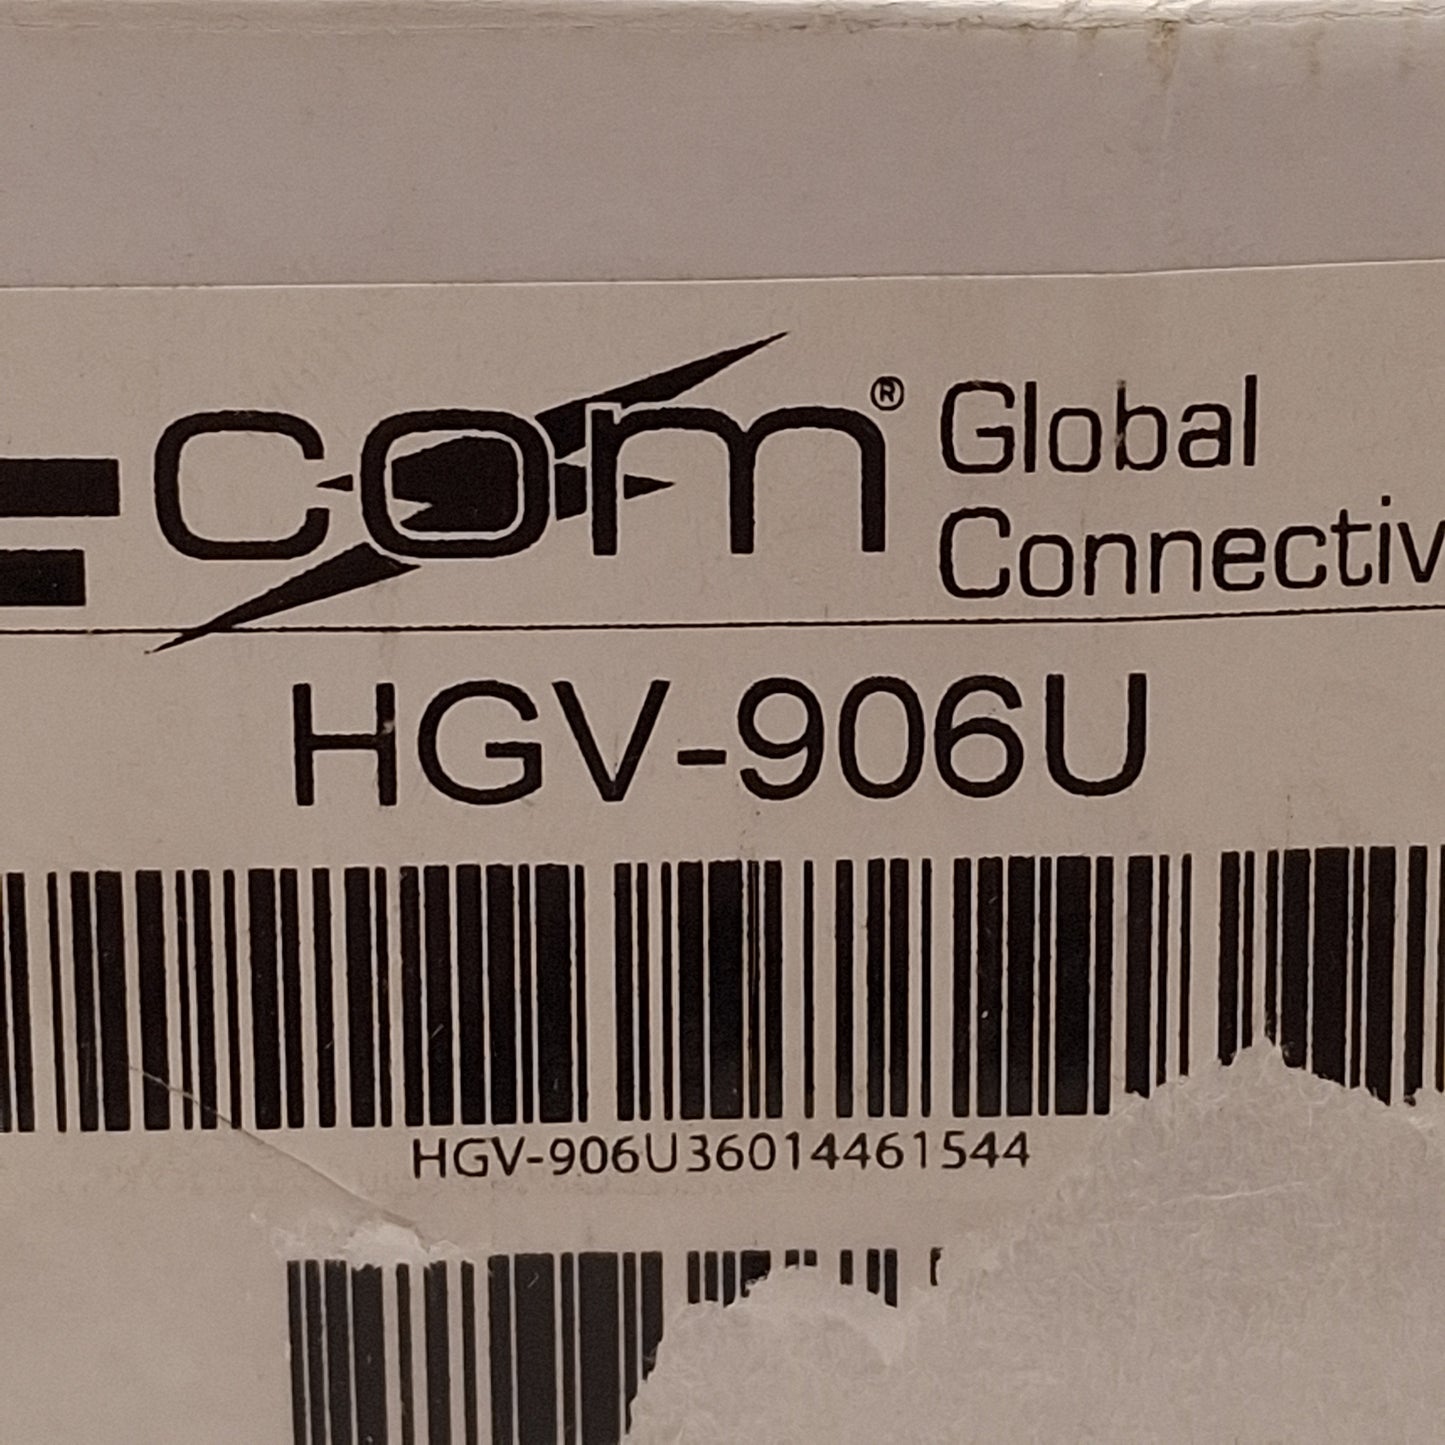 com® Global
Connectiv
HGV-906U
HGV-906U36014461544